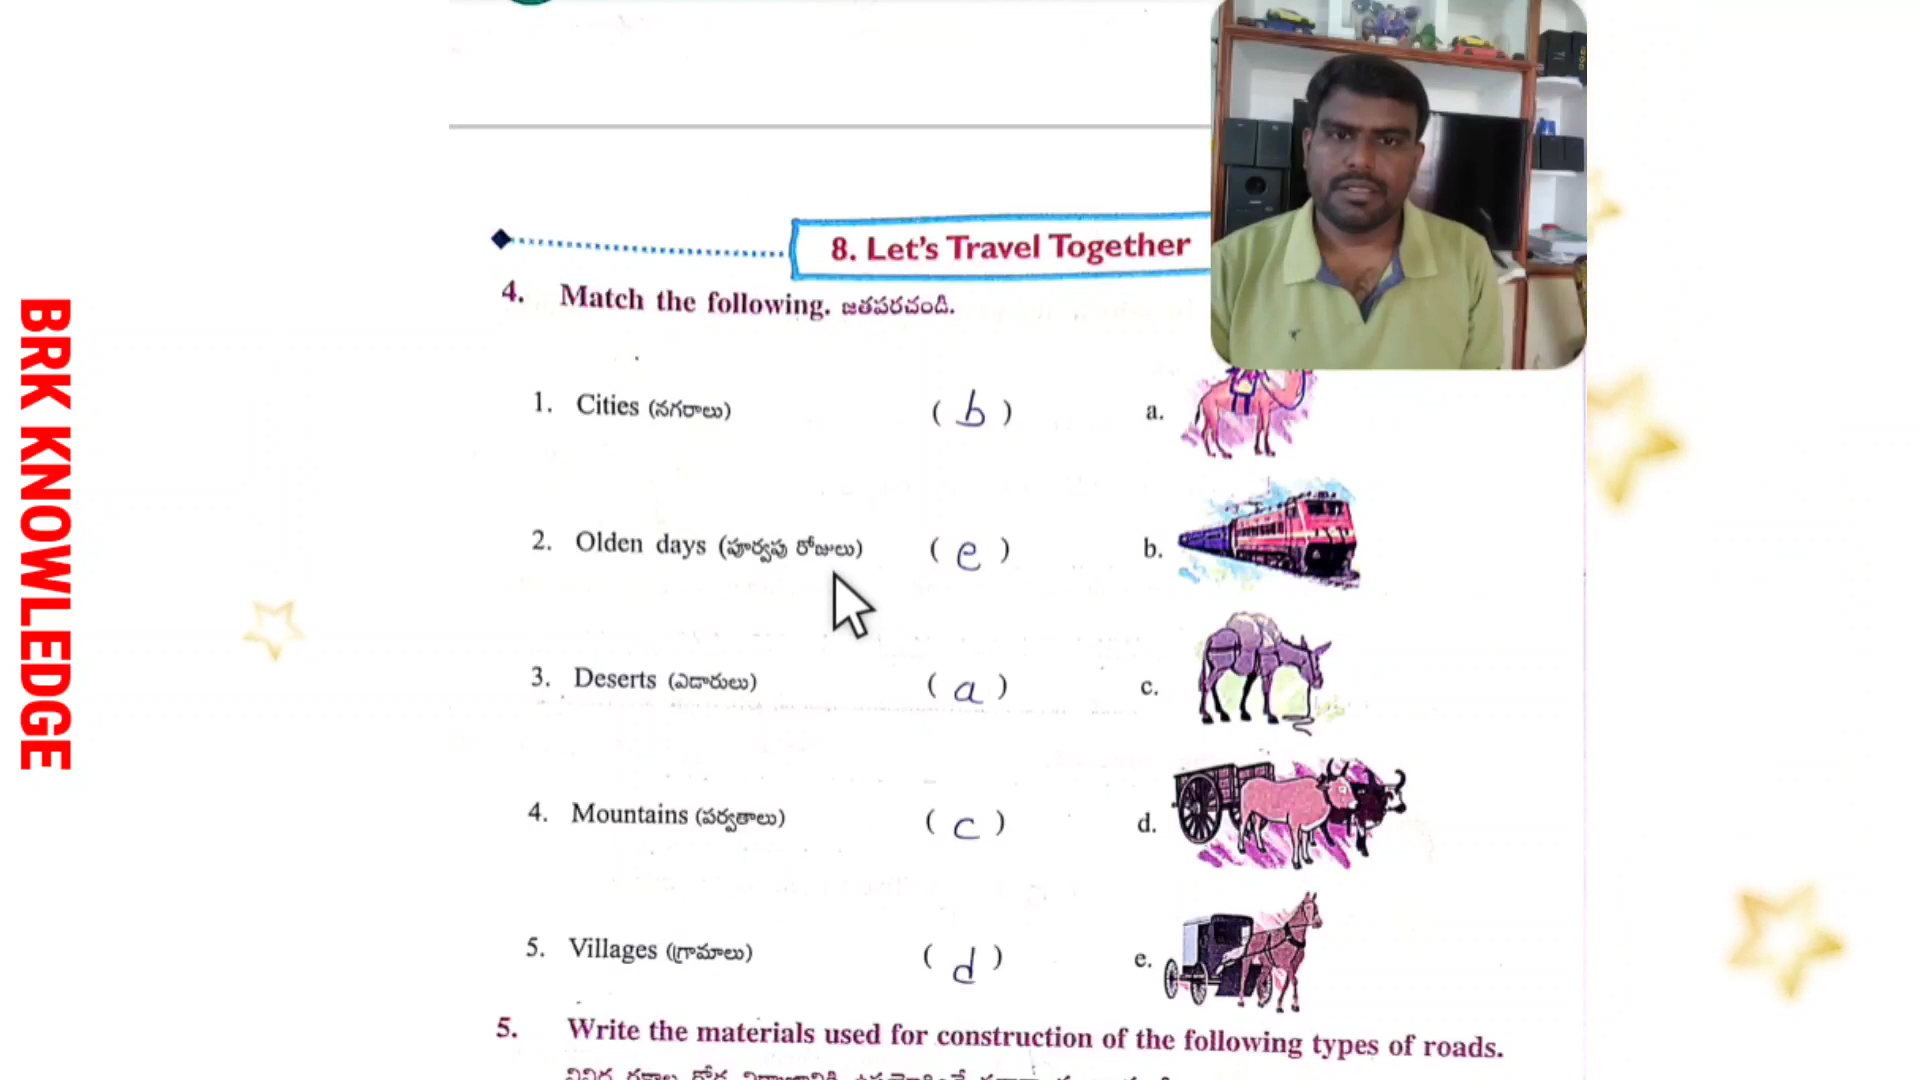 BRK KNOWLEDGE
8. Let's Travel Together
4. Match the following. జతపరచండి.
1. Cities (నగరాలు) ( b ) a.
2. Olden days (పూర్వపు రోజులు) ( e ) b.
3. Deserts (ఎడారులు) ( a ) c.
4. Mountains (పర్వతాలు) ( c ) d.
5. Villages (గ్రామాలు) ( d ) e.
5. Write the materials used for construction of the following types of roads.